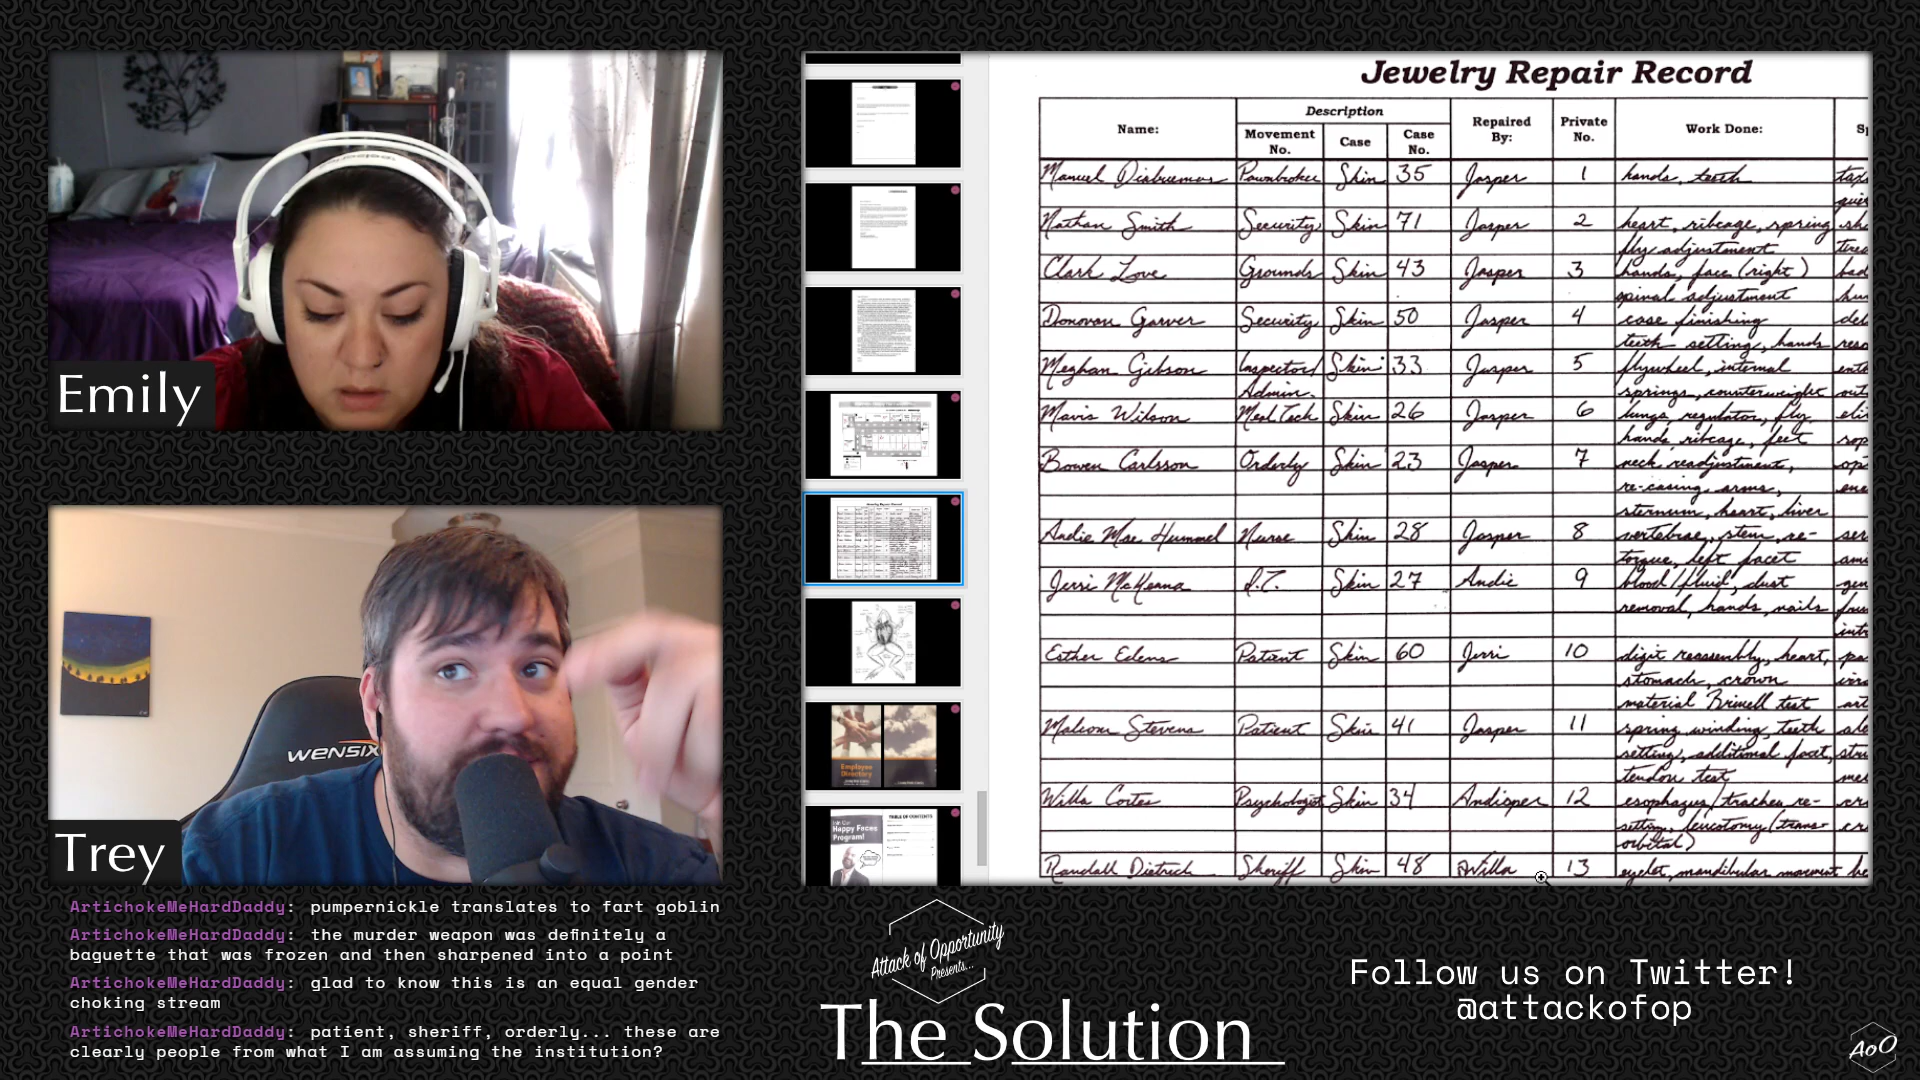 Jewelry Repair Record
Name:
Description
Movement No.
Case
Case No.
Repaired By:
Private No.
Work Done:
Manuel Pawnbroker Skin 35 Jasper 1 hands, teeth
Nathan Smith Security Skin 71 Jasper 2 heart, ribcage, spring
fly adjustment
Clark Love Grounds Skin 43 Jasper 3 hands, face (right)
spinal adjustment
Donovan Garver Security Skin 50 Jasper 4 case finishing
teeth setting, hands
Meghan Gibson Inspector/ Skin 33 Jasper 5 flywheel, internal
Admin. springs, counterweight
Mavis Wilson Med Tech Skin 26 Jasper 6 lungs, regulator, fly,
hands ribcage, feet
Bowen Carlsson Orderly Skin 23 Jasper 7 neck readjustment,
re-casing arms,
sternum, heart, liver
Andie Mae Hummel Nurse Skin 28 Jasper 8 vertebrae, stem, re-
torque, left facet
Jerri McKenna Skin 27 Andie 9 blood/fluid, dust
removal, hands, nails
Esther Edens Patient Skin 60 Jerri 10 digit reassembly, heart,
stomach, crown
material Brinell test
Malcom Stevens Patient Skin 41 Jasper 11 spring winding, teeth
setting, additional facet,
tendon test
Willa Cortes Psychologist Skin 34 Andisper 12 esophagus/trachea re-
setting, leucotomy (trans-
orbital)
Randall Dietrich Sheriff Skin 48 Willa 13 eyelet, mandibular movement
Employee
Directory
Happy Faces
Program!
TABLE OF CONTENTS
Emily
WENSIX
Trey
ArtichokeMeHardDaddy: pumpernickle translates to fart goblin
ArtichokeMeHardDaddy: the murder weapon was definitely a
baguette that was frozen and then sharpened into a point
ArtichokeMeHardDaddy: glad to know this is an equal gender
choking stream
ArtichokeMeHardDaddy: patient, sheriff, orderly... these are
clearly people from what I am assuming the institution?
Attack of Opportunity
Presents...
The Solution
Follow us on Twitter!
@attackofop
AoO